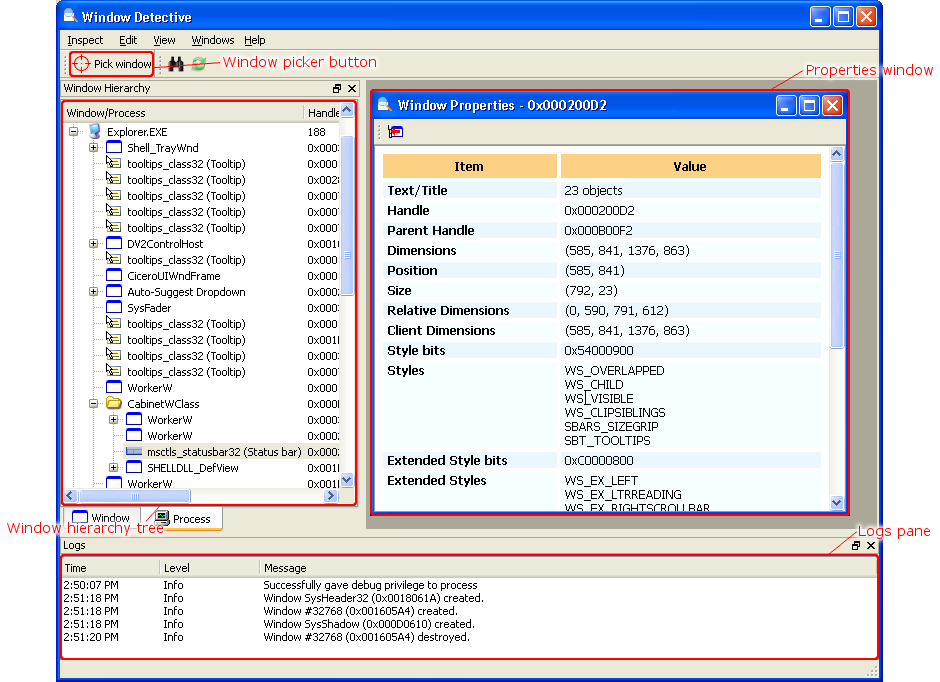 Window Detective
Inspect Edit View Windows Help
Pick window
Window picker button
Properties window
Window Hierarchy
Window/Process Handle
Explorer.EXE 188
Shell_TrayWnd 0x000
tooltips_class32 (Tooltip) 0x000
tooltips_class32 (Tooltip) 0x002
tooltips_class32 (Tooltip) 0x000
tooltips_class32 (Tooltip) 0x000
tooltips_class32 (Tooltip) 0x000
DV2ControlHost 0x001
tooltips_class32 (Tooltip) 0x000
CiceroUIWndFrame 0x000
Auto-Suggest Dropdown 0x000
SysFader 0x000
tooltips_class32 (Tooltip) 0x000
tooltips_class32 (Tooltip) 0x001
tooltips_class32 (Tooltip) 0x000
tooltips_class32 (Tooltip) 0x000
WorkerW 0x000
CabinetWClass 0x000
WorkerW 0x000
WorkerW 0x000
msctls_statusbar32 (Status bar) 0x000
SHELLDLL_DefView 0x001
WorkerW 0x001
Window Process
Window hierarchy tree
Window Properties - 0x000200D2
Item Value
Text/Title 23 objects
Handle 0x000200D2
Parent Handle 0x000B00F2
Dimensions (585, 841, 1376, 863)
Position (585, 841)
Size (792, 23)
Relative Dimensions (0, 590, 791, 612)
Client Dimensions (585, 841, 1376, 863)
Style bits 0x54000900
Styles WS_OVERLAPPED
WS_CHILD
WS_VISIBLE
WS_CLIPSIBLINGS
SBARS_SIZEGRIP
SBT_TOOLTIPS
Extended Style bits 0xC0000800
Extended Styles WS_EX_LEFT
WS_EX_LTRREADING
WS_EX_RIGHTSCROLLBAR
Logs pane
Logs
Time Level Message
2:50:07 PM Info Successfully gave debug privilege to process
2:51:18 PM Info Window SysHeader32 (0x0018061A) created.
2:51:18 PM Info Window #32768 (0x001605A4) created.
2:51:18 PM Info Window SysShadow (0x000D0610) created.
2:51:20 PM Info Window #32768 (0x001605A4) destroyed.